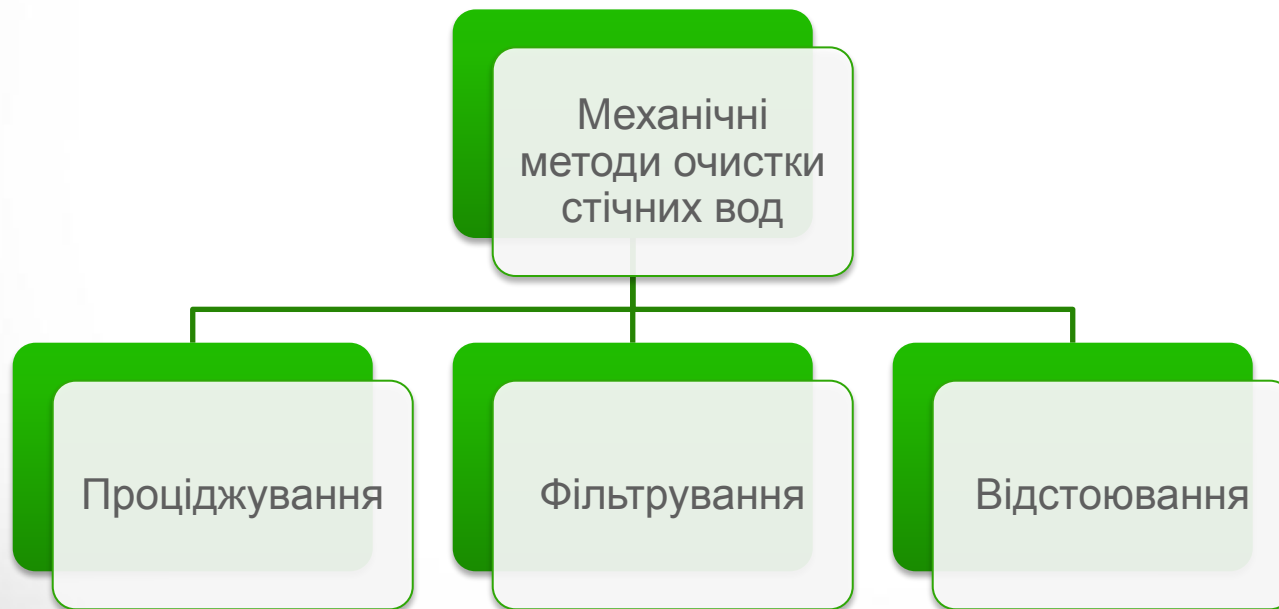 Механічні
методи очистки
стічних вод
Проціджування
Фільтрування
Відстоювання